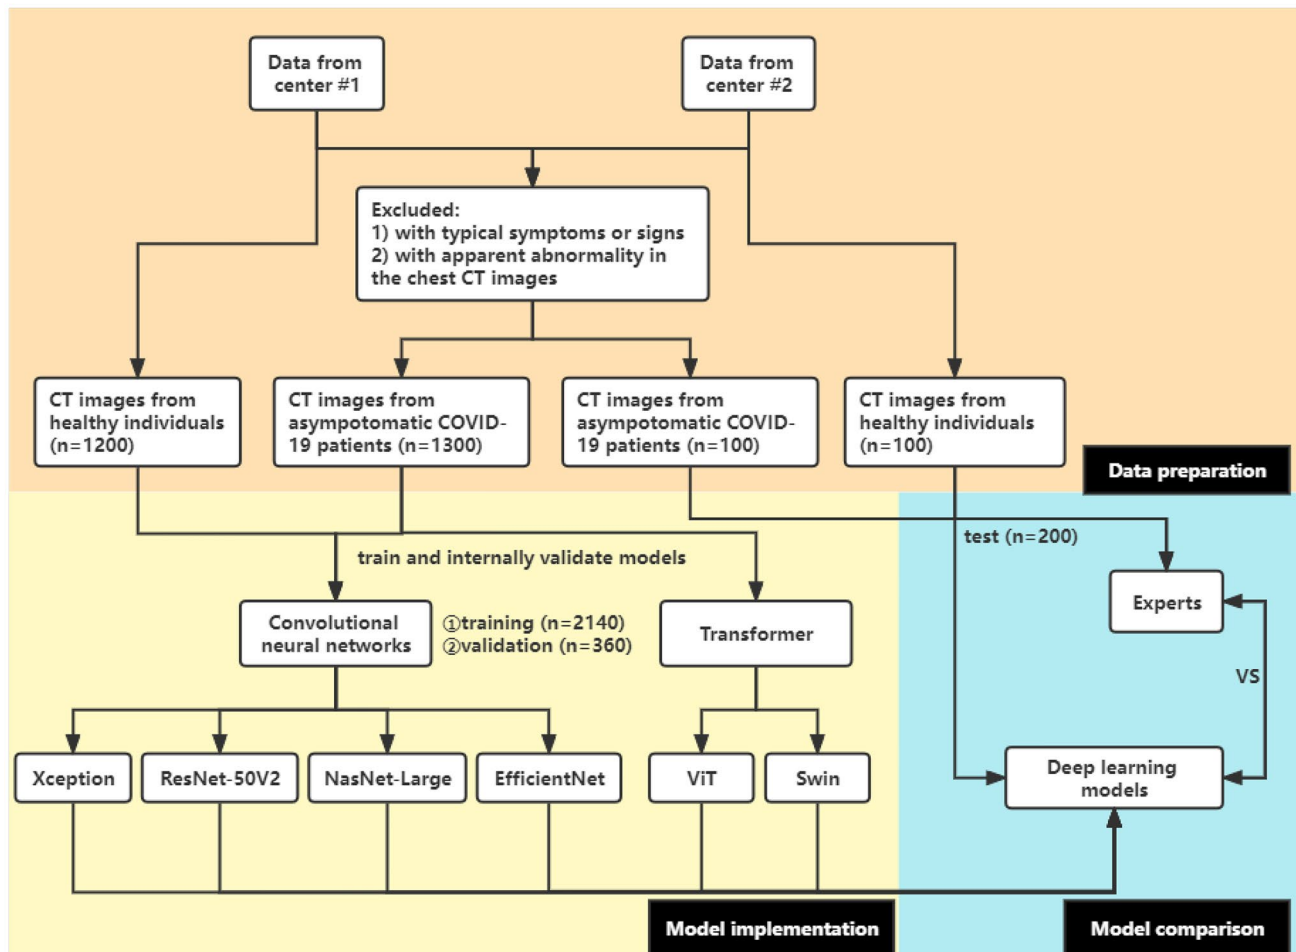 Data from
center #1
Data from
center #2
Excluded:
1) with typical symptoms or signs
2) with apparent abnormality in
the chest CT images
CT images from
healthy individuals
(n=1200)
CT images from
asympotomatic COVID-
19 patients (n=1300)
CT images from
asympotomatic COVID-
19 patients (n=100)
CT images from
healthy individuals
(n=100)
Data preparation
train and internally validate models
test (n=200)
Convolutional
neural networks
①training (n=2140)
②validation (n=360)
Transformer
Experts
VS
Xception
ResNet-50V2
NasNet-Large
EfficientNet
ViT
Swin
Deep learning
models
Model implementation
Model comparison